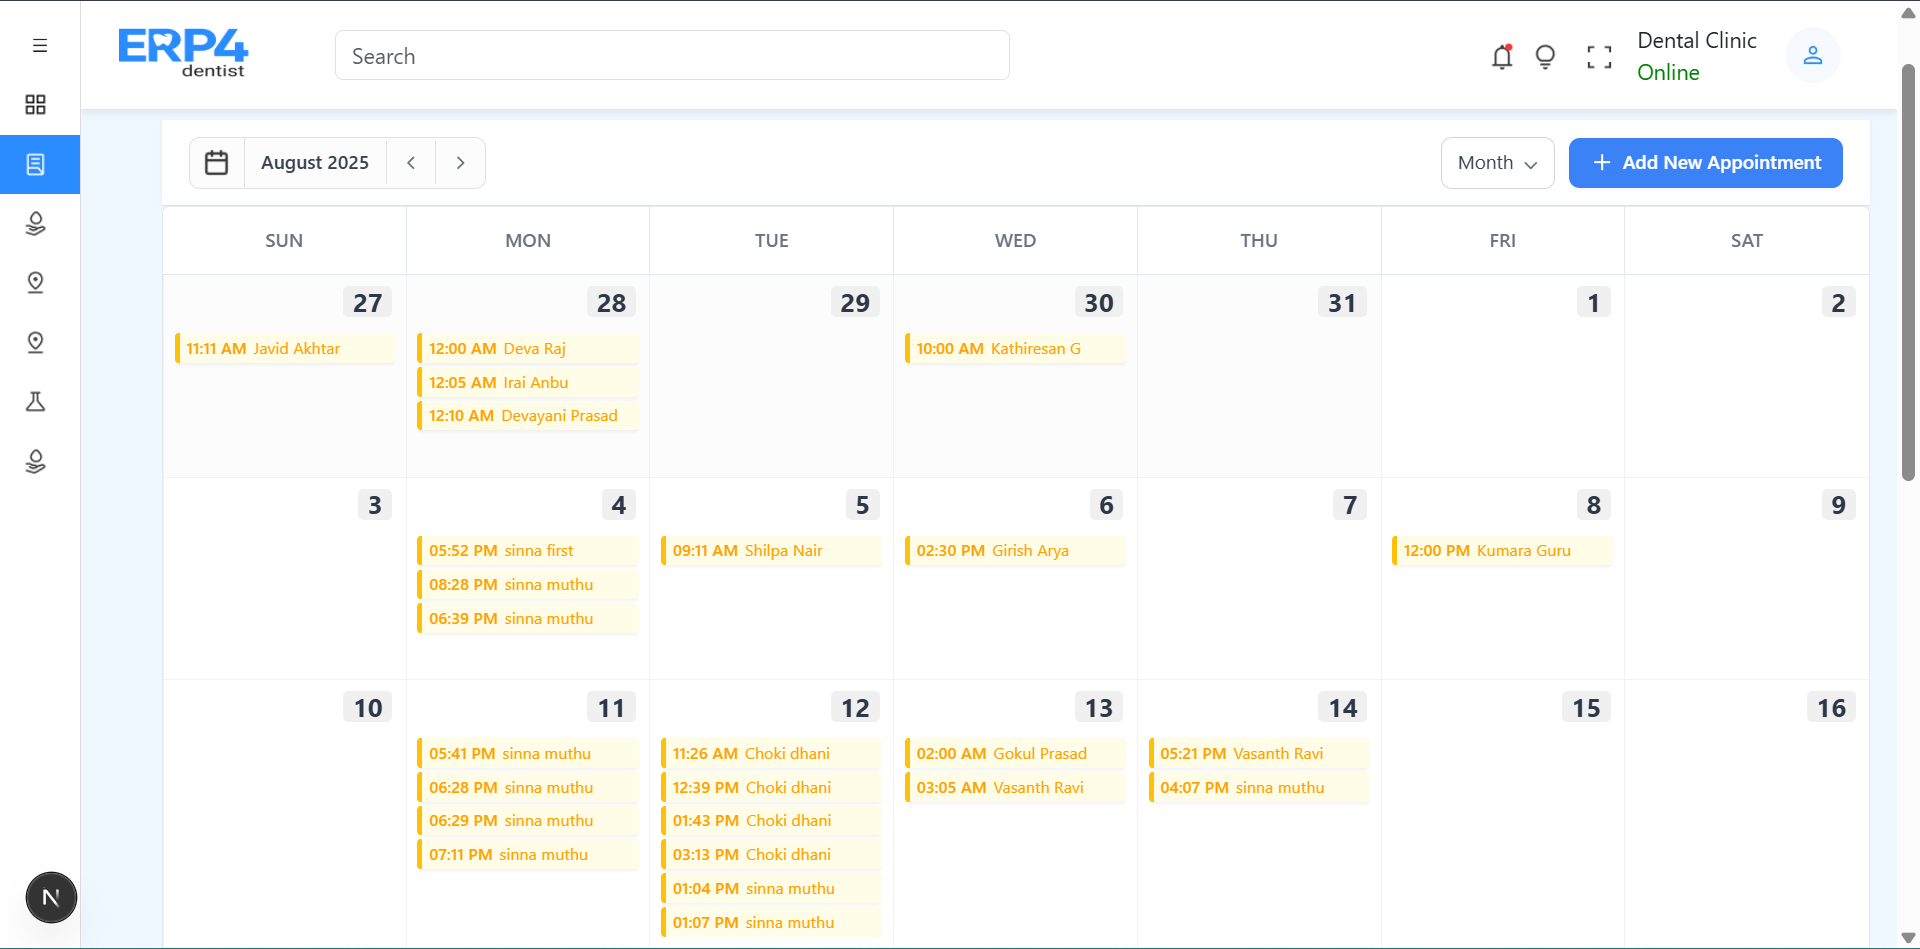 ERP4
dentist
Search
Dental Clinic
Online
August 2025
Month
Add New Appointment
SUN MON TUE WED THU FRI SAT
27 28 29 30 31 1 2
11:11 AM Javid Akhtar
12:00 AM Deva Raj
12:05 AM Irai Anbu
12:10 AM Devayani Prasad
10:00 AM Kathiresan G
3 4 5 6 7 8 9
05:52 PM sinna first
08:28 PM sinna muthu
06:39 PM sinna muthu
09:11 AM Shilpa Nair
02:30 PM Girish Arya
12:00 PM Kumara Guru
10 11 12 13 14 15 16
05:41 PM sinna muthu
06:28 PM sinna muthu
06:29 PM sinna muthu
07:11 PM sinna muthu
11:26 AM Choki dhani
12:39 PM Choki dhani
01:43 PM Choki dhani
03:13 PM Choki dhani
01:04 PM sinna muthu
01:07 PM sinna muthu
02:00 AM Gokul Prasad
03:05 AM Vasanth Ravi
05:21 PM Vasanth Ravi
04:07 PM sinna muthu
N